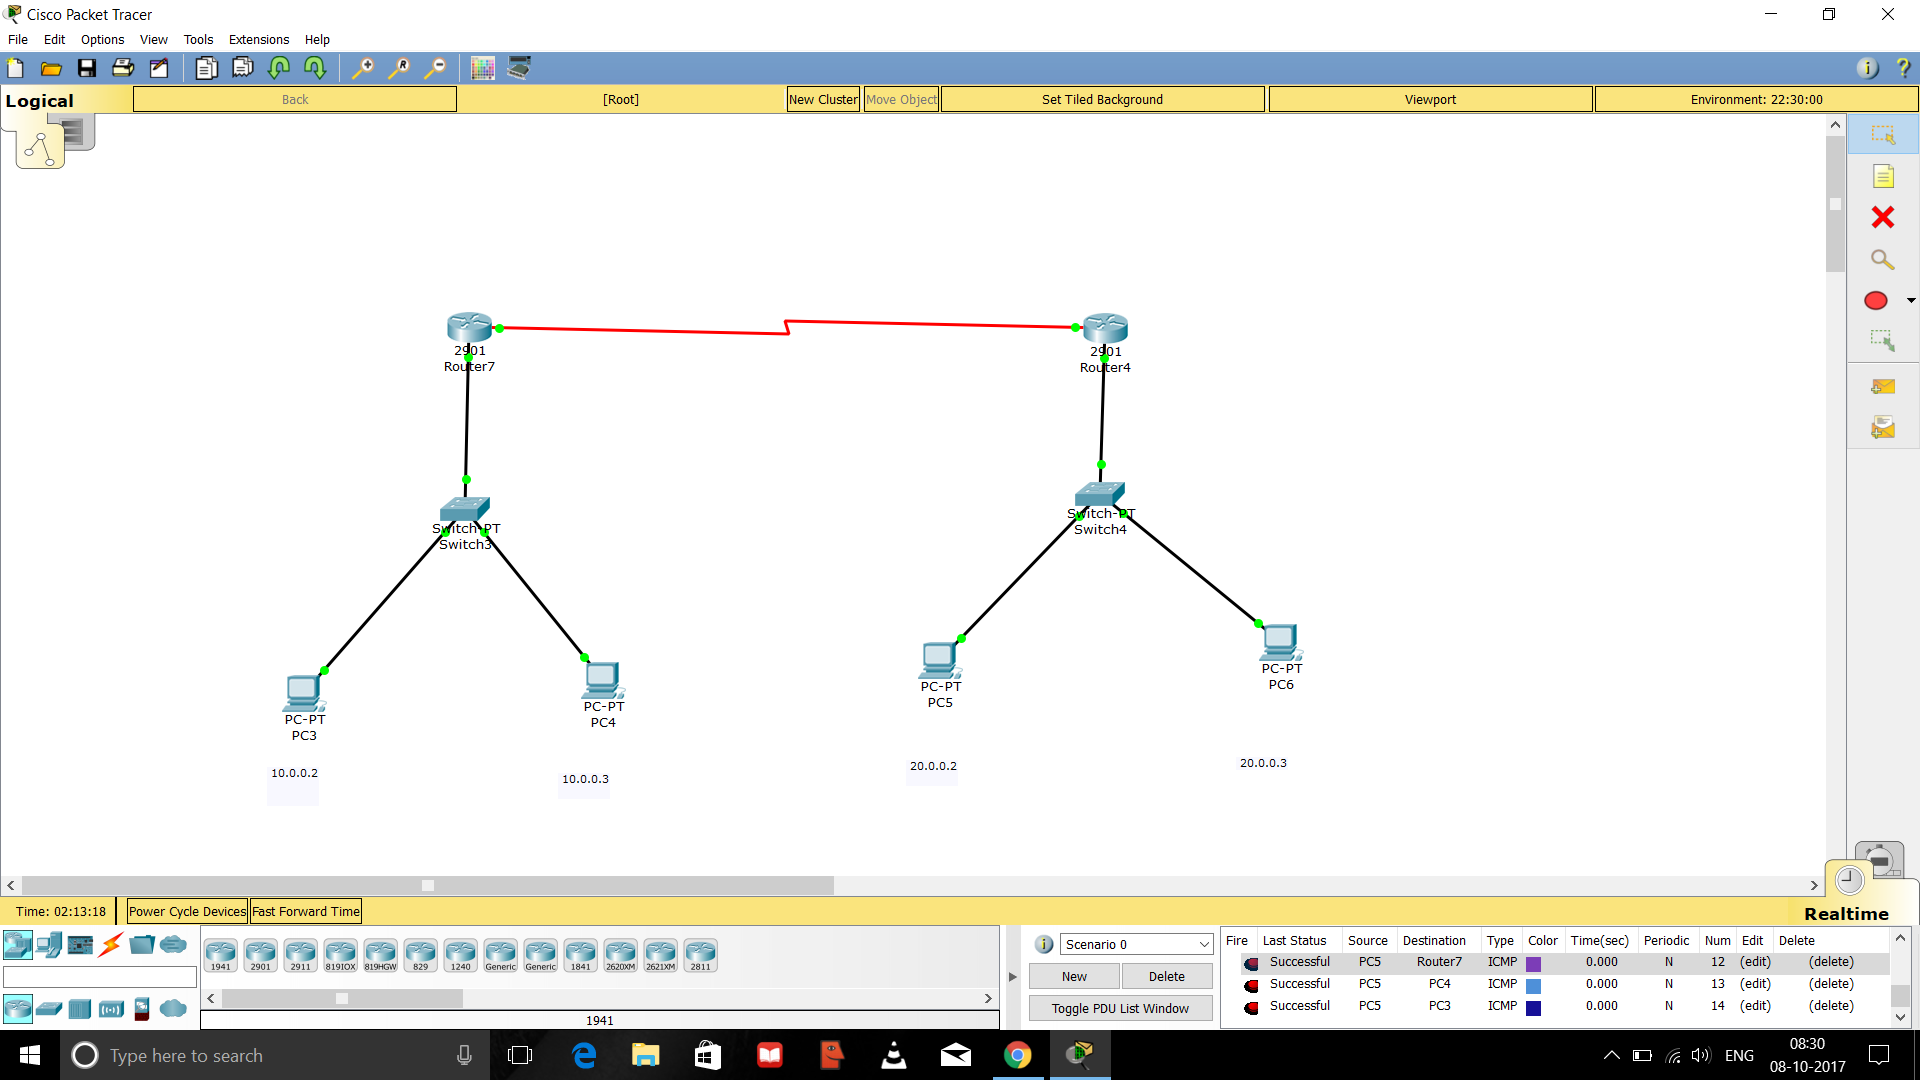 Cisco Packet Tracer
File Edit Options View Tools Extensions Help
R
i ?
Logical Back [Root] New Cluster Move Object Set Tiled Background Viewport Environment: 22:30:00
2901
Router7
2901
Router4
Switch-PT
Switch3
Switch-PT
Switch4
PC-PT
PC3
PC-PT
PC4
PC-PT
PC5
PC-PT
PC6
10.0.0.2
10.0.0.3
20.0.0.2
20.0.0.3
Time: 02:13:18 Power Cycle Devices Fast Forward Time
Realtime
1941 2901 2911 819IOX 819HGW 829 1240 Generic Generic 1841 2620XM 2621XM 2811
1941
i Scenario 0
New Delete
Toggle PDU List Window
Fire Last Status Source Destination Type Color Time(sec) Periodic Num Edit Delete
Successful PC5 Router7 ICMP 0.000 N 12 (edit) (delete)
Successful PC5 PC4 ICMP 0.000 N 13 (edit) (delete)
Successful PC5 PC3 ICMP 0.000 N 14 (edit) (delete)
Type here to search
ENG
08:30
08-10-2017